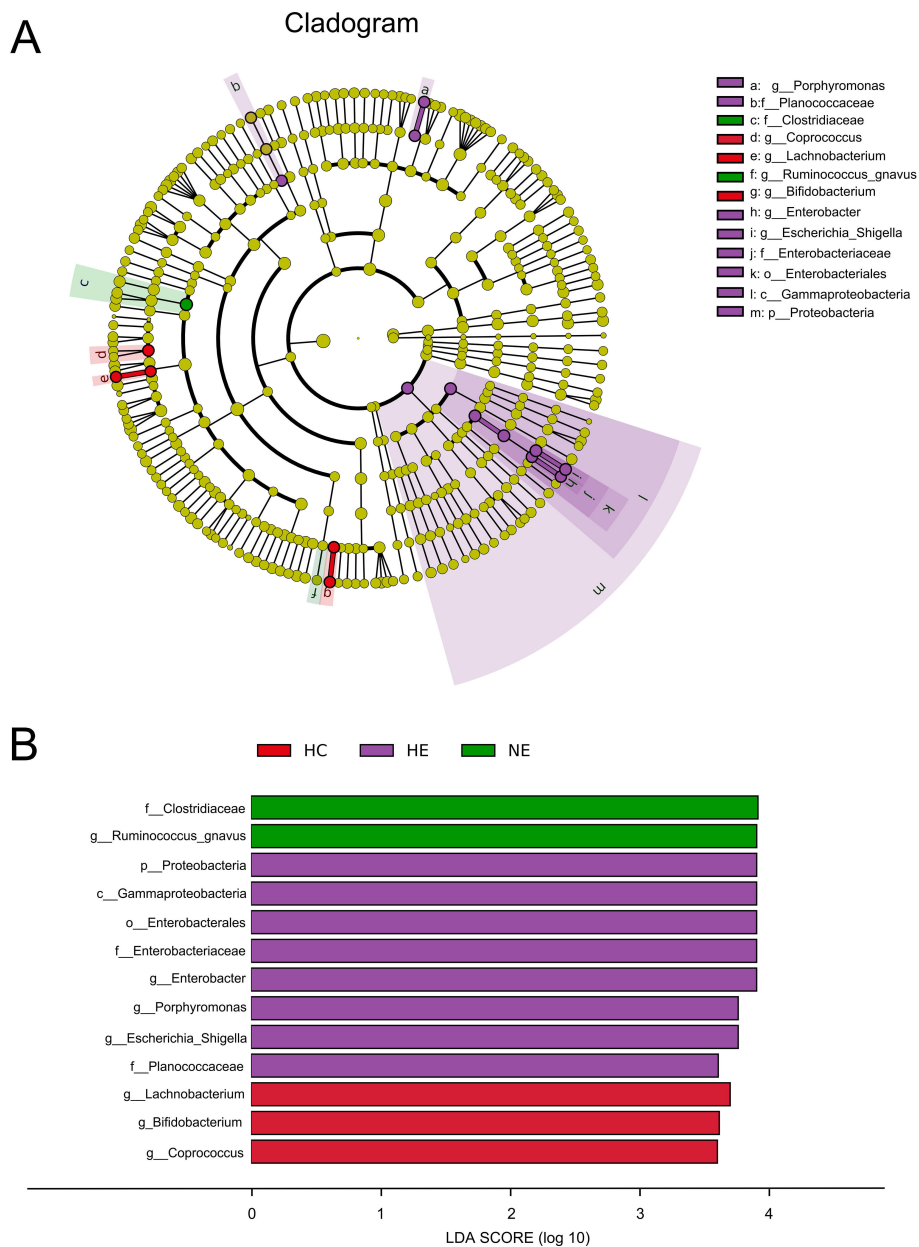 A
Cladogram
a:   g__Porphyromonas
b:f__Planococcaceae
c: f__Clostridiaceae
d: g__Coprococcus
e: g__Lachnobacterium
f: g__Ruminococcus_gnavus
g: g__Bifidobacterium
h: g__Enterobacter
i: g__Escherichia_Shigella
j: f__Enterobacteriaceae
k: o__Enterobacteriales
l: c__Gammaproteobacteria
m: p__Proteobacteria
b
a
c
d
e
f
g
h
i
j
k
l
m
B
HC HE NE
f__Clostridiaceae
g__Ruminococcus_gnavus
p__Proteobacteria
c__Gammaproteobacteria
o__Enterobacterales
f__Enterobacteriaceae
g__Enterobacter
g__Porphyromonas
g__Escherichia_Shigella
f__Planococcaceae
g__Lachnobacterium
g_Bifidobacterium
g__Coprococcus
0 1 2 3 4
LDA SCORE (log 10)